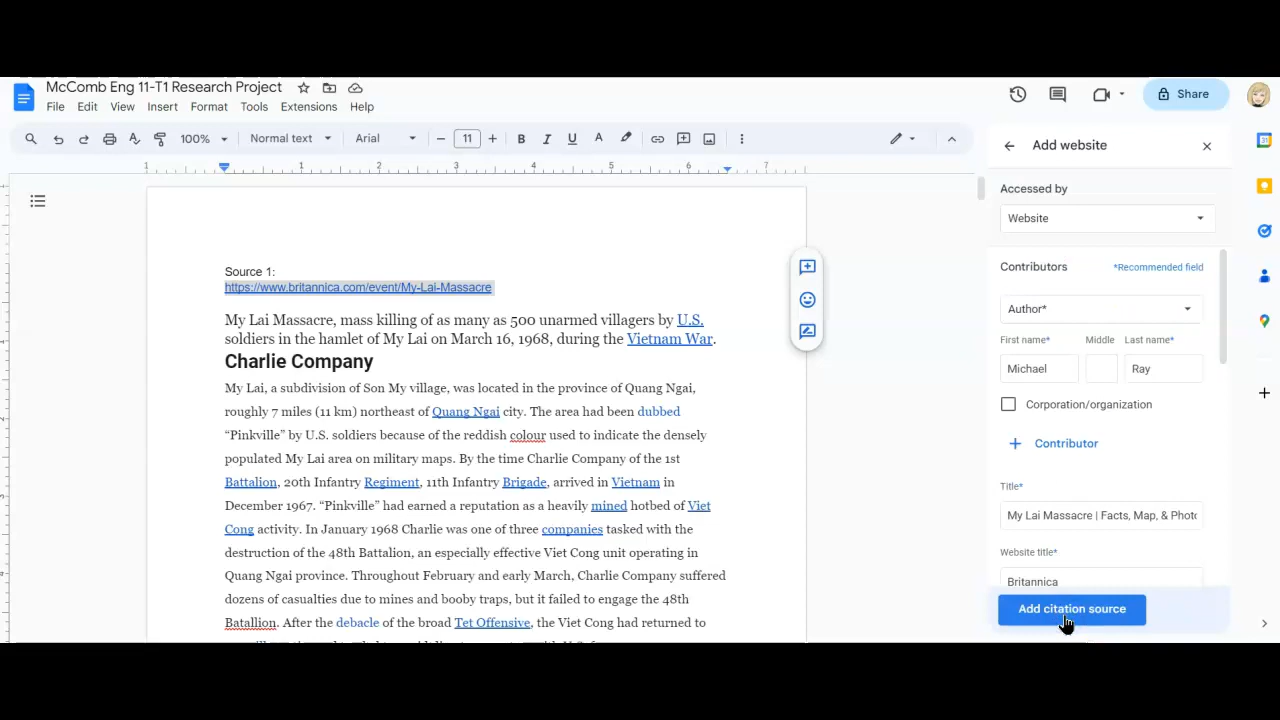 McComb Eng 11-T1 Research Project
File Edit View Insert Format Tools Extensions Help
Share
100% Normal text Arial 11 B I U A
1 1 2 3 4 5 6 7
Source 1:
https://www.britannica.com/event/My-Lai-Massacre
My Lai Massacre, mass killing of as many as 500 unarmed villagers by U.S.
soldiers in the hamlet of My Lai on March 16, 1968, during the Vietnam War.
Charlie Company
My Lai, a subdivision of Son My village, was located in the province of Quang Ngai,
roughly 7 miles (11 km) northeast of Quang Ngai city. The area had been dubbed
“Pinkville” by U.S. soldiers because of the reddish colour used to indicate the densely
populated My Lai area on military maps. By the time Charlie Company of the 1st
Battalion, 20th Infantry Regiment, 11th Infantry Brigade, arrived in Vietnam in
December 1967. “Pinkville” had earned a reputation as a heavily mined hotbed of Viet
Cong activity. In January 1968 Charlie was one of three companies tasked with the
destruction of the 48th Battalion, an especially effective Viet Cong unit operating in
Quang Ngai province. Throughout February and early March, Charlie Company suffered
dozens of casualties due to mines and booby traps, but it failed to engage the 48th
Batallion. After the debacle of the broad Tet Offensive, the Viet Cong had returned to
Add website
Accessed by
Website
Contributors *Recommended field
Author*
First name* Middle Last name*
Michael Ray
Corporation/organization
+ Contributor
Title*
My Lai Massacre | Facts, Map, & Photo
Website title*
Britannica
Add citation source